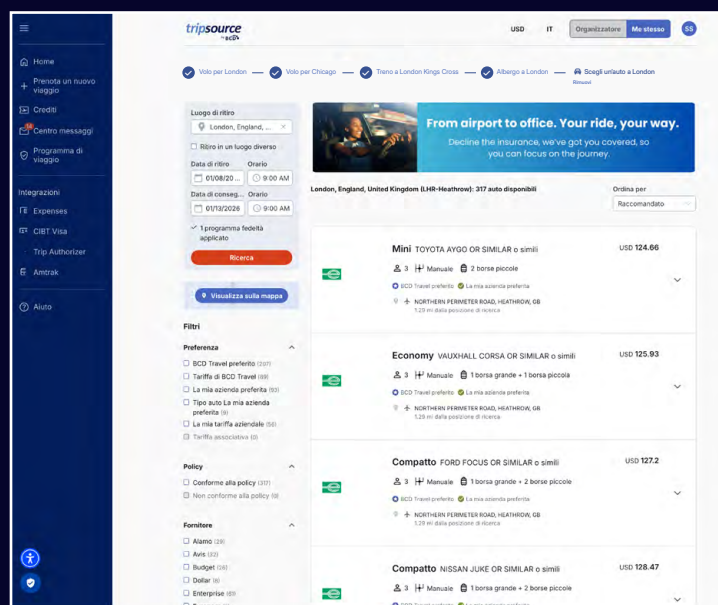 tripsource
by BCD
USD
IT
Organizzatore
Me stesso
SS
Home
Prenota un nuovo
viaggio
Crediti
Centro messaggi
Programma di
viaggio
Integrazioni
Expenses
CIBT Visa
Trip Authorizer
Amtrak
Aiuto
Volo per London
Volo per Chicago
Treno a London Kings Cross
Albergo a London
Scegli un'auto a London
Rimuovi
Luogo di ritiro
London, England, ...
Ritiro in un luogo diverso
Data di ritiro Orario
01/08/20... 9:00 AM
Data di conseg... Orario
01/13/2026 9:00 AM
1 programma fedeltà
applicato
Ricerca
Visualizza sulla mappa
Filtri
Preferenza
BCD Travel preferito (207)
Tariffa di BCD Travel
La mia azienda preferita (93)
Tipo auto La mia azienda
preferita
La mia tariffa aziendale
Tariffa associativa (0)
Policy
Conforme alla policy (317)
Non conforme alla policy (0)
Fornitore
Alamo (29)
Avis
Budget
Dollar
Enterprise
From airport to office. Your ride, your way.
Decline the insurance, we've got you covered, so
you can focus on the journey.
London, England, United Kingdom (LHR-Heathrow): 317 auto disponibili
Ordina per
Raccomandato
Mini TOYOTA AYGO OR SIMILAR o simili
USD 124.66
3 Manuale 2 borse piccole
BCD Travel preferito La mia azienda preferita
NORTHERN PERIMETER ROAD, HEATHROW, GB
1.29 mi dalla posizione di ricerca
Economy VAUXHALL CORSA OR SIMILAR o simili
USD 125.93
3 Manuale 1 borsa grande + 1 borsa piccola
BCD Travel preferito La mia azienda preferita
NORTHERN PERIMETER ROAD, HEATHROW, GB
1.29 mi dalla posizione di ricerca
Compatto FORD FOCUS OR SIMILAR o simili
USD 127.2
3 Manuale 1 borsa grande + 2 borse piccole
BCD Travel preferito La mia azienda preferita
NORTHERN PERIMETER ROAD, HEATHROW, GB
1.29 mi dalla posizione di ricerca
Compatto NISSAN JUKE OR SIMILAR o simili
USD 128.47
3 Manuale 1 borsa grande + 2 borse piccole
BCD Travel preferito La mia azienda preferita